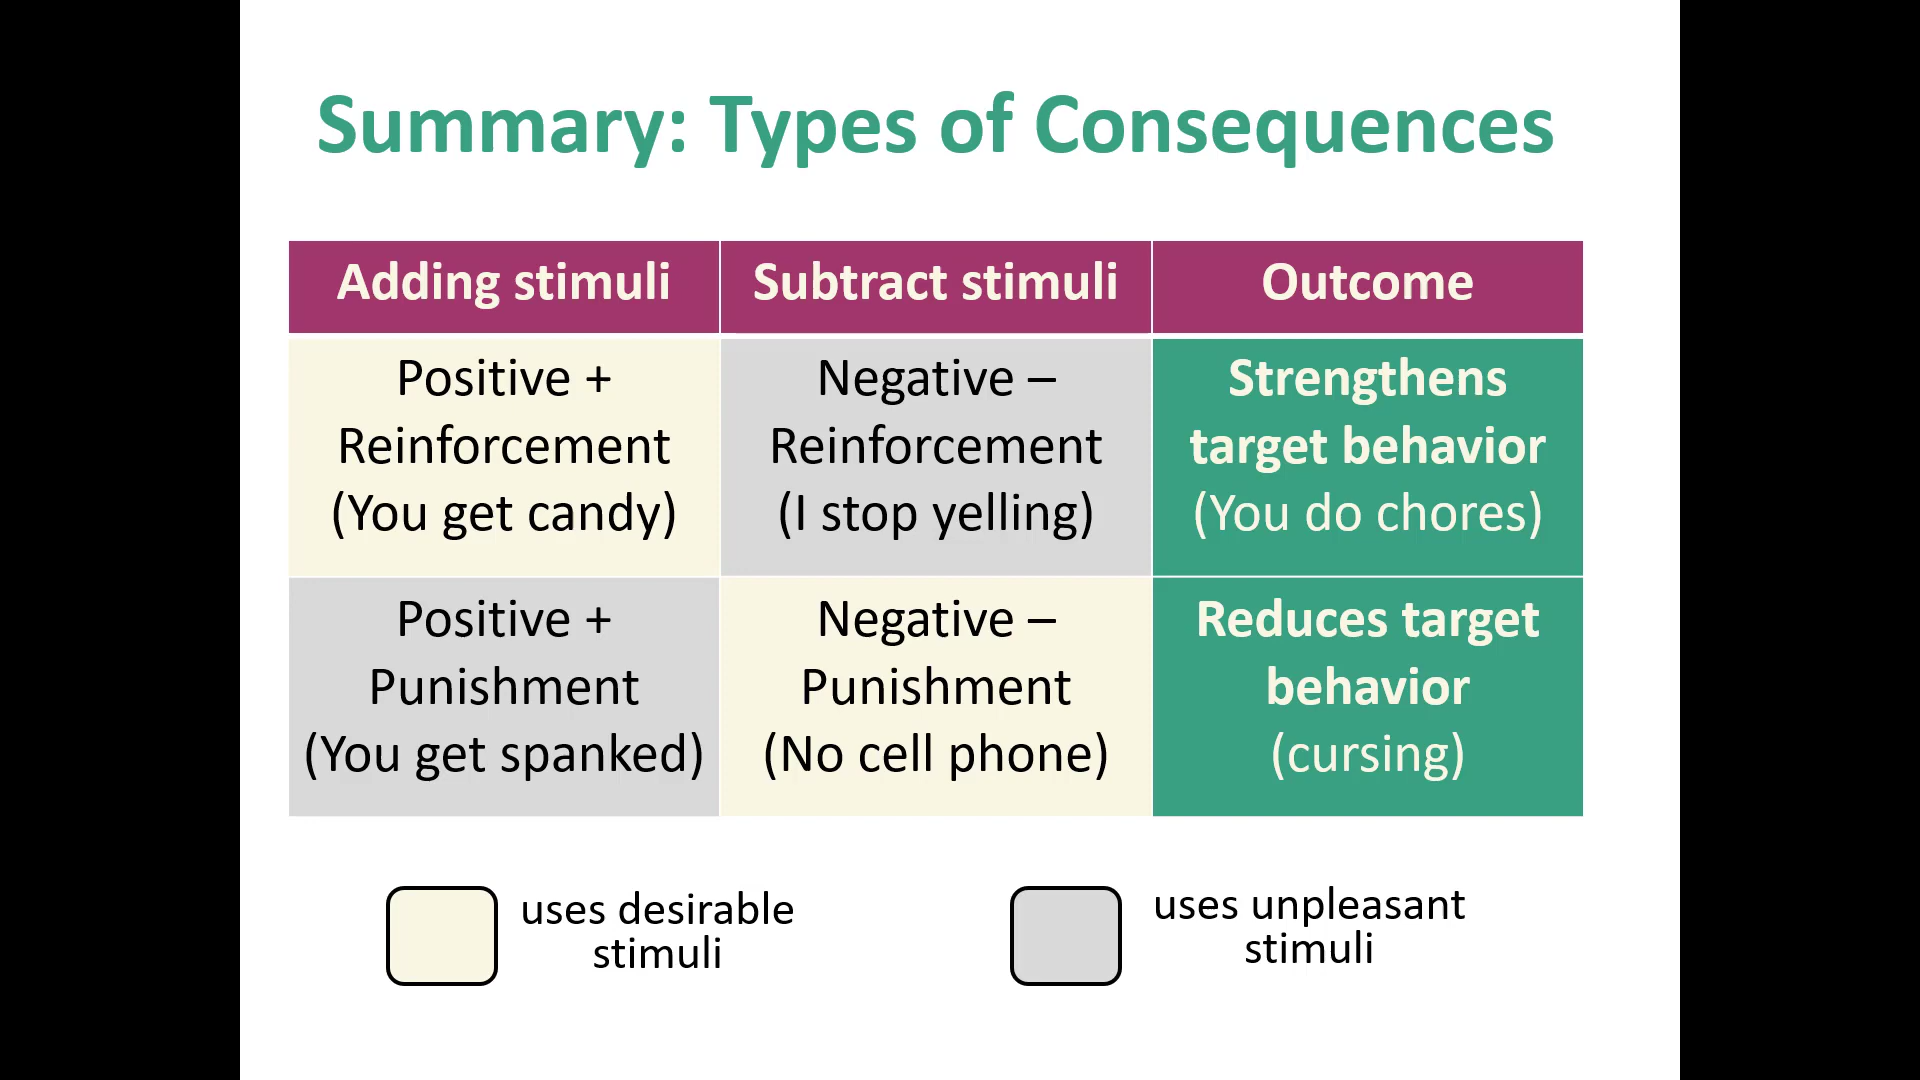 Summary: Types of Consequences
Adding stimuli
Subtract stimuli
Outcome
Positive +
Reinforcement
(You get candy)
Negative –
Reinforcement
(I stop yelling)
Strengthens
target behavior
(You do chores)
Positive +
Punishment
(You get spanked)
Negative –
Punishment
(No cell phone)
Reduces target
behavior
(cursing)
uses desirable
stimuli
uses unpleasant
stimuli